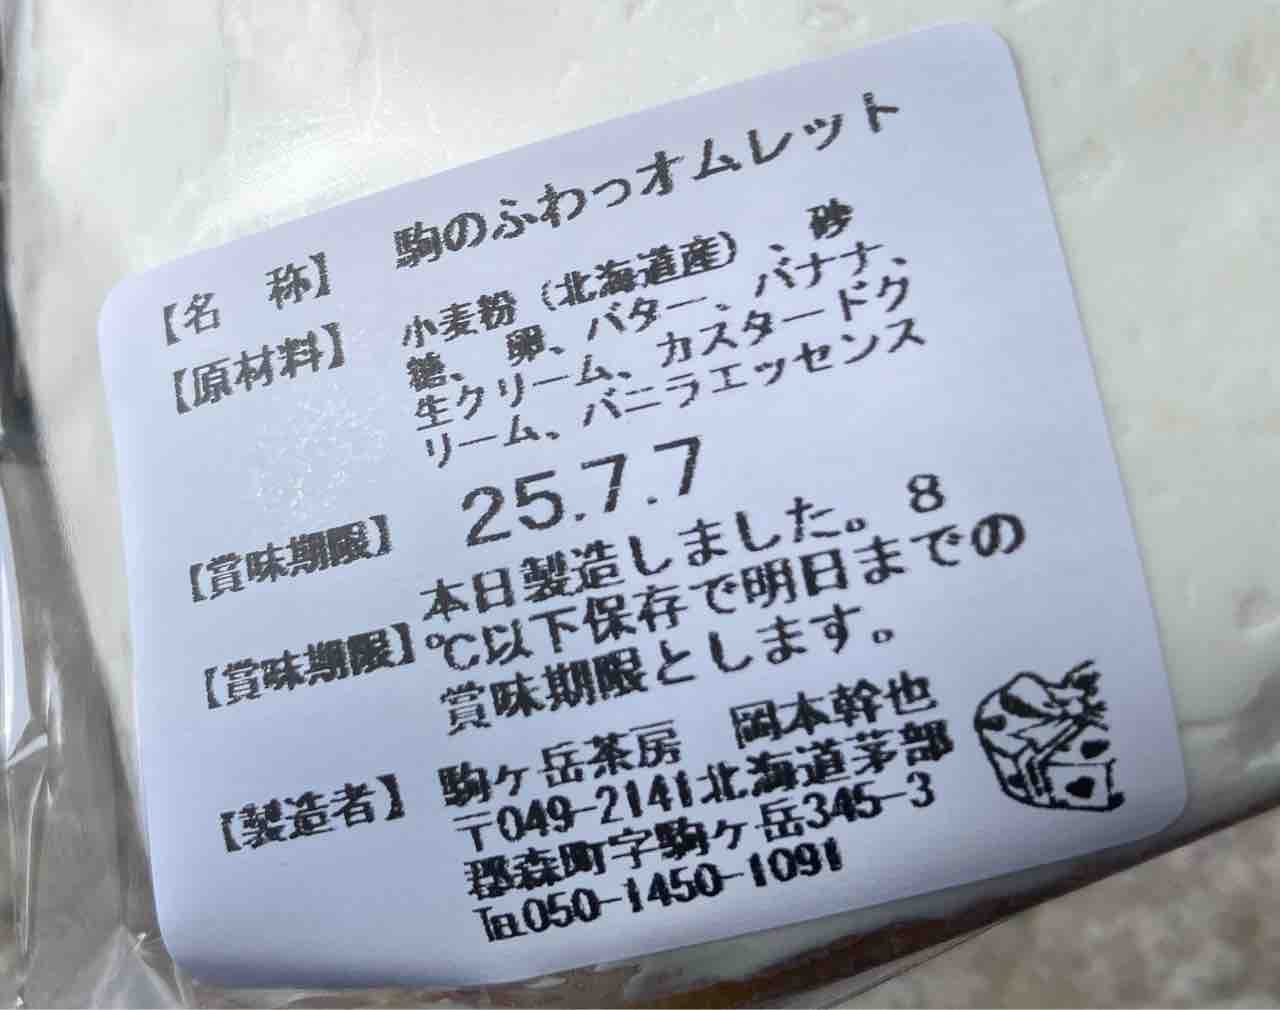 【名　称】 駒のふわっオムレット
【原材料】 小麦粉（北海道産）、砂
糖、卵、バター、バナナ、
生クリーム、カスタードク
リーム、バニラエッセンス
【賞味期限】 25.7.7
【賞味期限】 本日製造しました。8
℃以下保存で明日までの
賞味期限とします。
【製造者】 駒ヶ岳茶房　岡本幹也
〒049-2141北海道茅部
郡森町字駒ヶ岳345-3
℡050-1450-1091